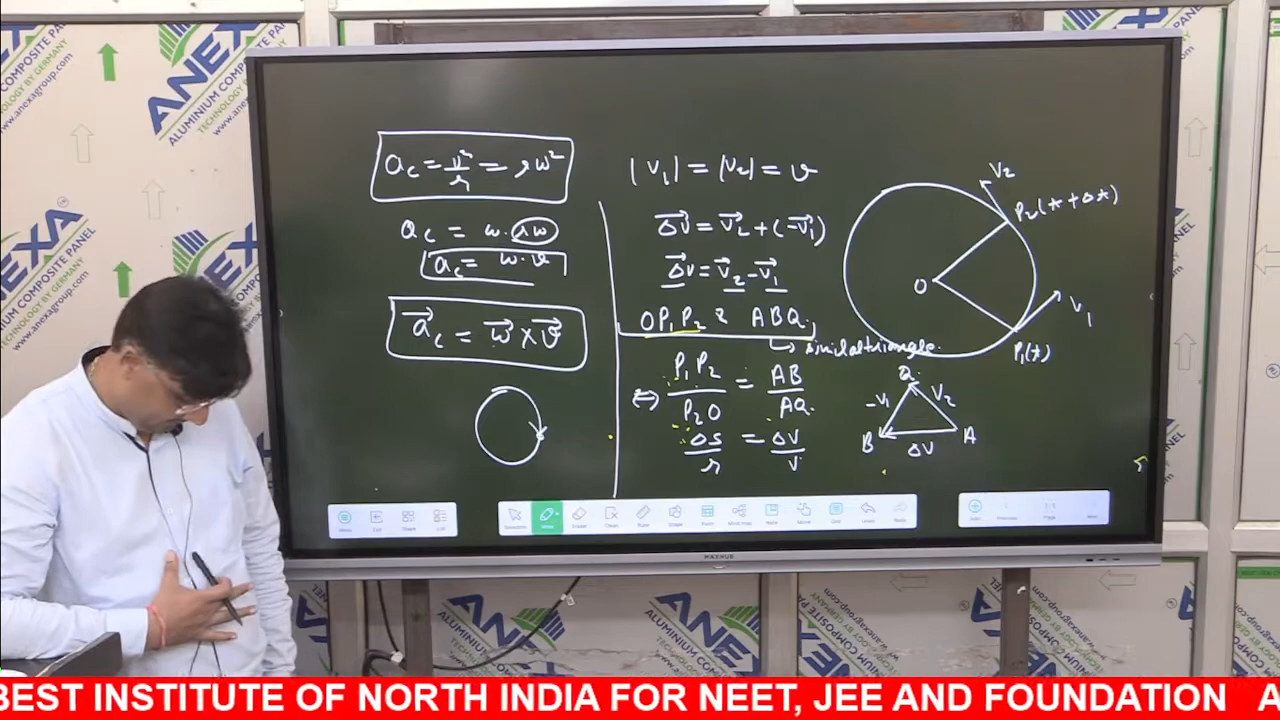 a_c = v²/r = rω²
a_c = ω.rω
a_c = ω.v
a⃗_c = ω⃗ × v⃗
|V₁| = |V₂| = v
Δ⃗v = v⃗₂ + (-v⃗₁)
Δ⃗v = v⃗₂ - v⃗₁
OP₁P₂ & ABQ
↳ similar triangle.
⇔ P₁P₂/P₂O = AB/AQ
Δs/r = Δv/v
V₂
P₂(t + Δt)
O
V₁
P₁(t)
Q
-V₁
V₂
B
A
ΔV
MAXHUB
ANEXA
ALUMINIUM COMPOSITE PANEL
TECHNOLOGY BY GERMANY
www.anexagroup.com
BEST INSTITUTE OF NORTH INDIA FOR NEET, JEE AND FOUNDATION A